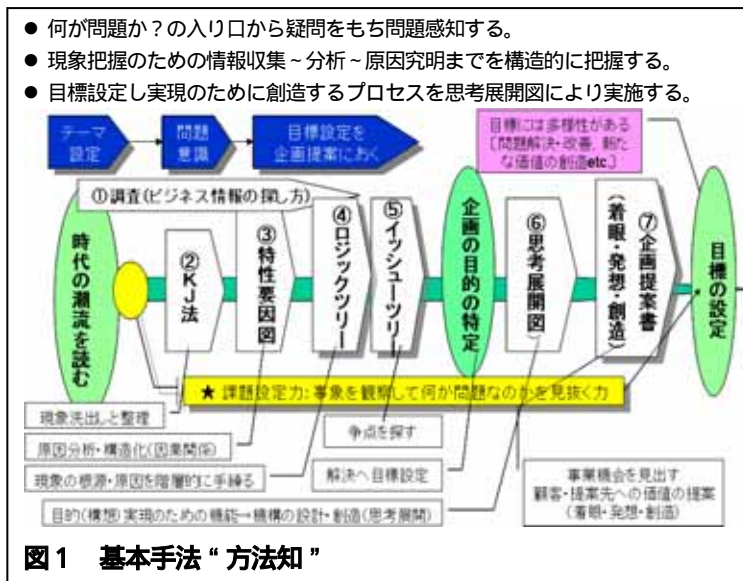 ● 何が問題か？の入り口から疑問をもち問題感知する。
● 現象把握のための情報収集～分析～原因究明までを構造的に把握する。
● 目標設定し実現のために創造するプロセスを思考展開図により実施する。
テーマ
設定
問題
意識
目標設定を
企画提案におく
目標には多様性がある
〔問題解決・改善、新た
な価値の創造etc.〕
①調査(ビジネス情報の探し方)
時代の潮流を読む
②KJ法
③特性要因図
④ロジックツリー
⑤イッシューツリー
企画の目的の特定
⑥思考展開図
⑦企画提案書
(着眼・発想・創造)
目標の設定
★ 課題設定力：事象を観察して何が問題なのかを見抜く力
現象洗出しと整理
原因分析・構造化(因果関係)
現象の根源・原因を階層的に手繰る
争点を探す
解決へ目標設定
目的(構想)実現のための機能→機構の設計・創造(思考展開)
事業機会を見出す
顧客・提案先への価値の提案
(着眼・発想・創造)
図1 基本手法“方法知”